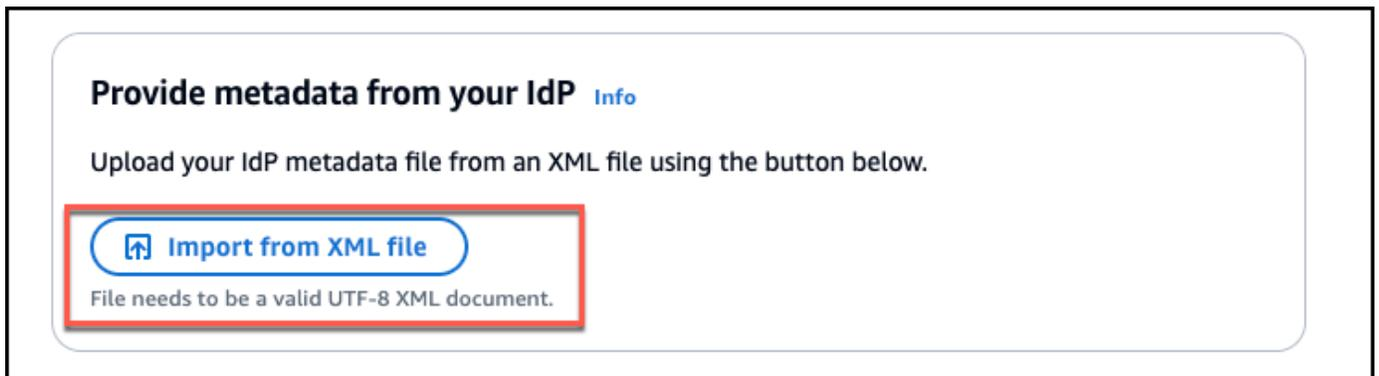 Provide metadata from your IdP Info
Upload your IdP metadata file from an XML file using the button below.
Import from XML file
File needs to be a valid UTF-8 XML document.